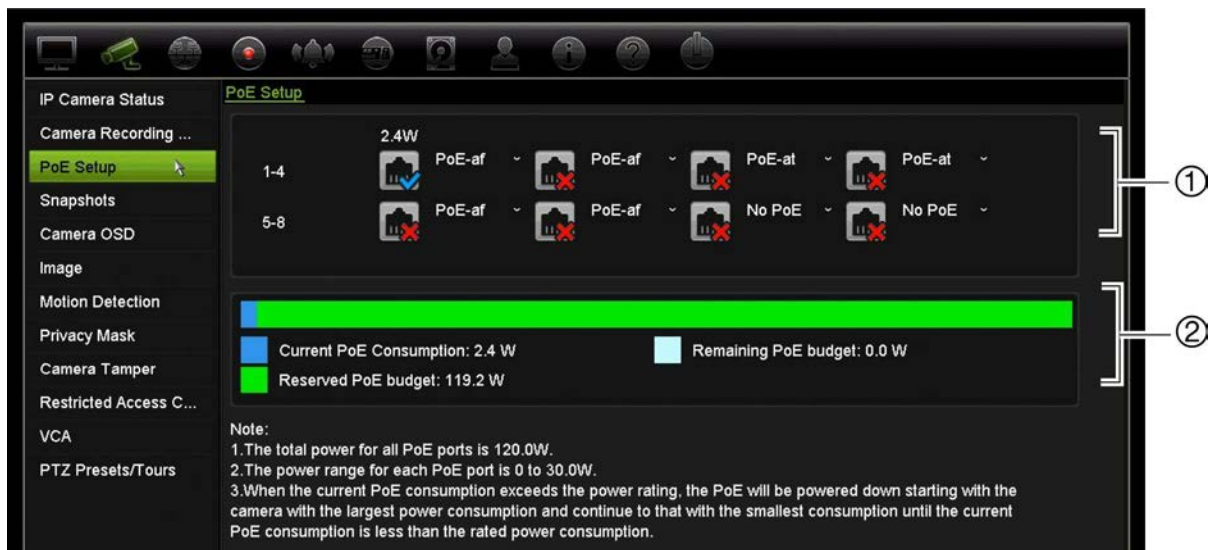 IP Camera Status
PoE Setup
Camera Recording ...
PoE Setup
Snapshots
Camera OSD
Image
Motion Detection
Privacy Mask
Camera Tamper
Restricted Access C...
VCA
PTZ Presets/Tours
2.4W
1-4 PoE-af PoE-af PoE-at PoE-at
5-8 PoE-af PoE-af No PoE No PoE
①
Current PoE Consumption: 2.4 W Remaining PoE budget: 0.0 W
Reserved PoE budget: 119.2 W
②
Note:
1.The total power for all PoE ports is 120.0W.
2.The power range for each PoE port is 0 to 30.0W.
3.When the current PoE consumption exceeds the power rating, the PoE will be powered down starting with the
camera with the largest power consumption and continue to that with the smallest consumption until the current
PoE consumption is less than the rated power consumption.